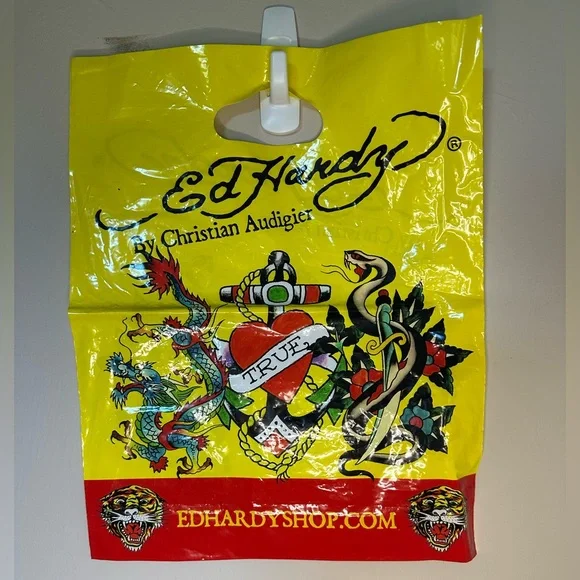 Ed Hardy ®
By Christian Audigier
TRUE
EDHARDYSHOP.COM